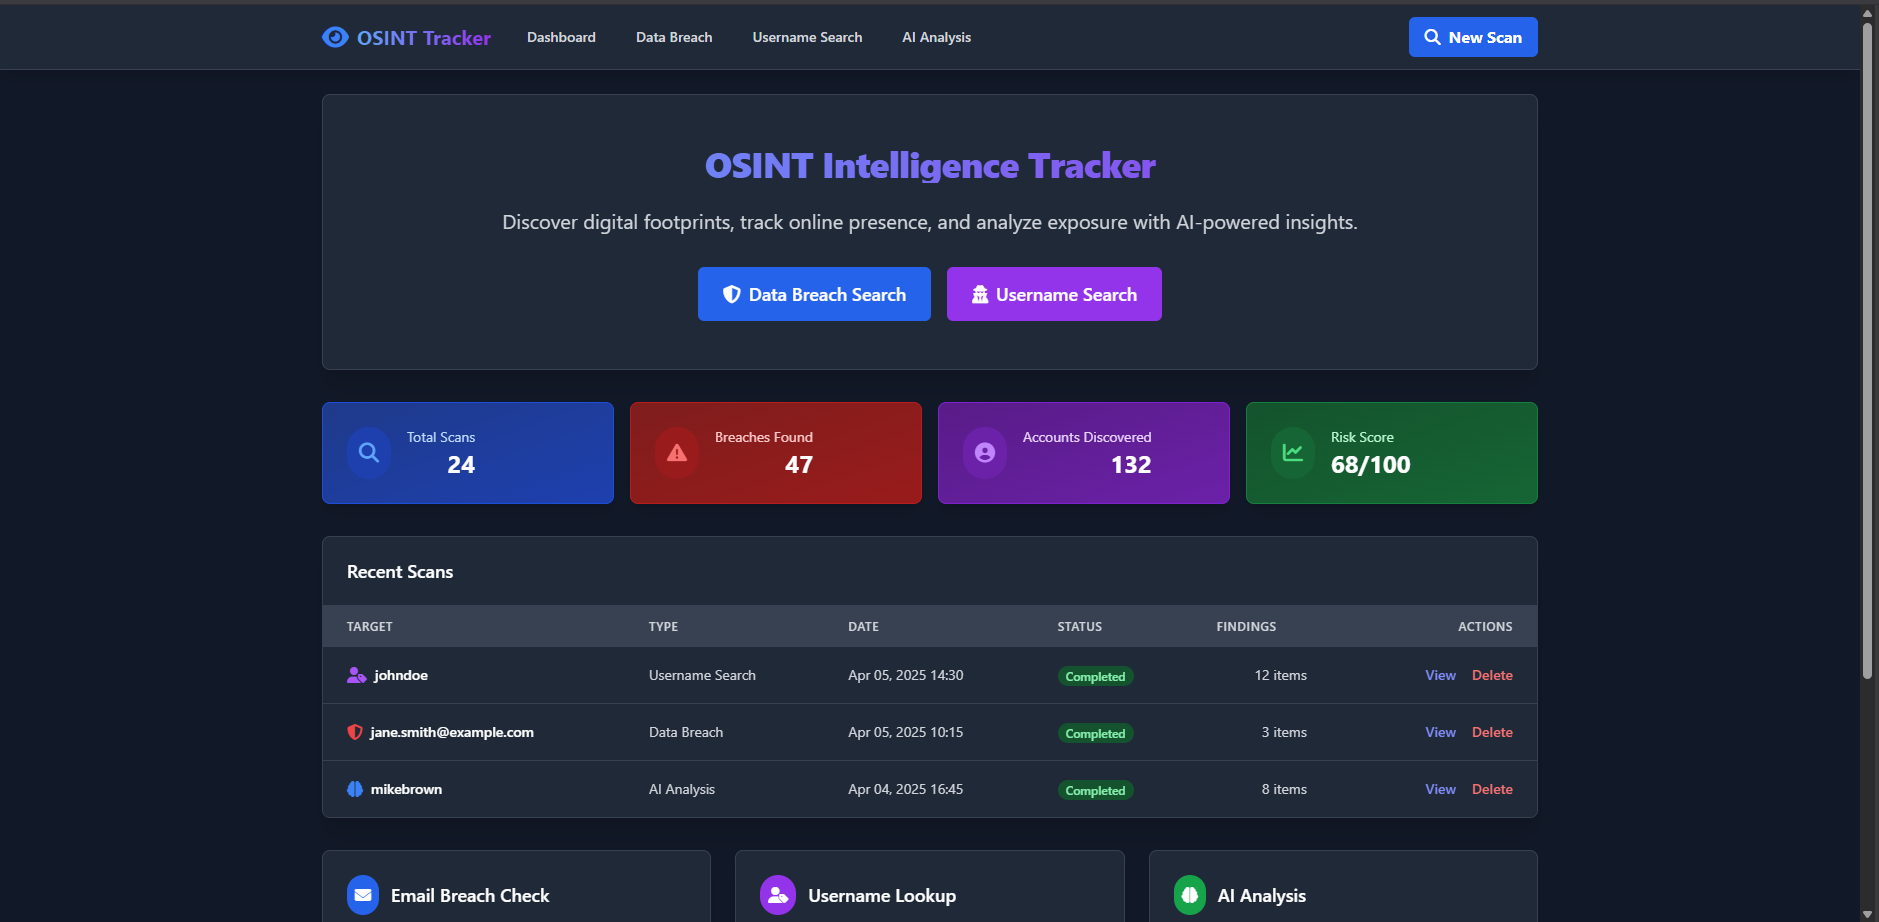 OSINT Tracker Dashboard Data Breach Username Search AI Analysis New Scan
OSINT Intelligence Tracker
Discover digital footprints, track online presence, and analyze exposure with AI-powered insights.
Data Breach Search Username Search
Total Scans
24
Breaches Found
47
Accounts Discovered
132
Risk Score
68/100
Recent Scans
TARGET TYPE DATE STATUS FINDINGS ACTIONS
johndoe Username Search Apr 05, 2025 14:30 Completed 12 items View Delete
jane.smith@example.com Data Breach Apr 05, 2025 10:15 Completed 3 items View Delete
mikebrown AI Analysis Apr 04, 2025 16:45 Completed 8 items View Delete
Email Breach Check Username Lookup AI Analysis